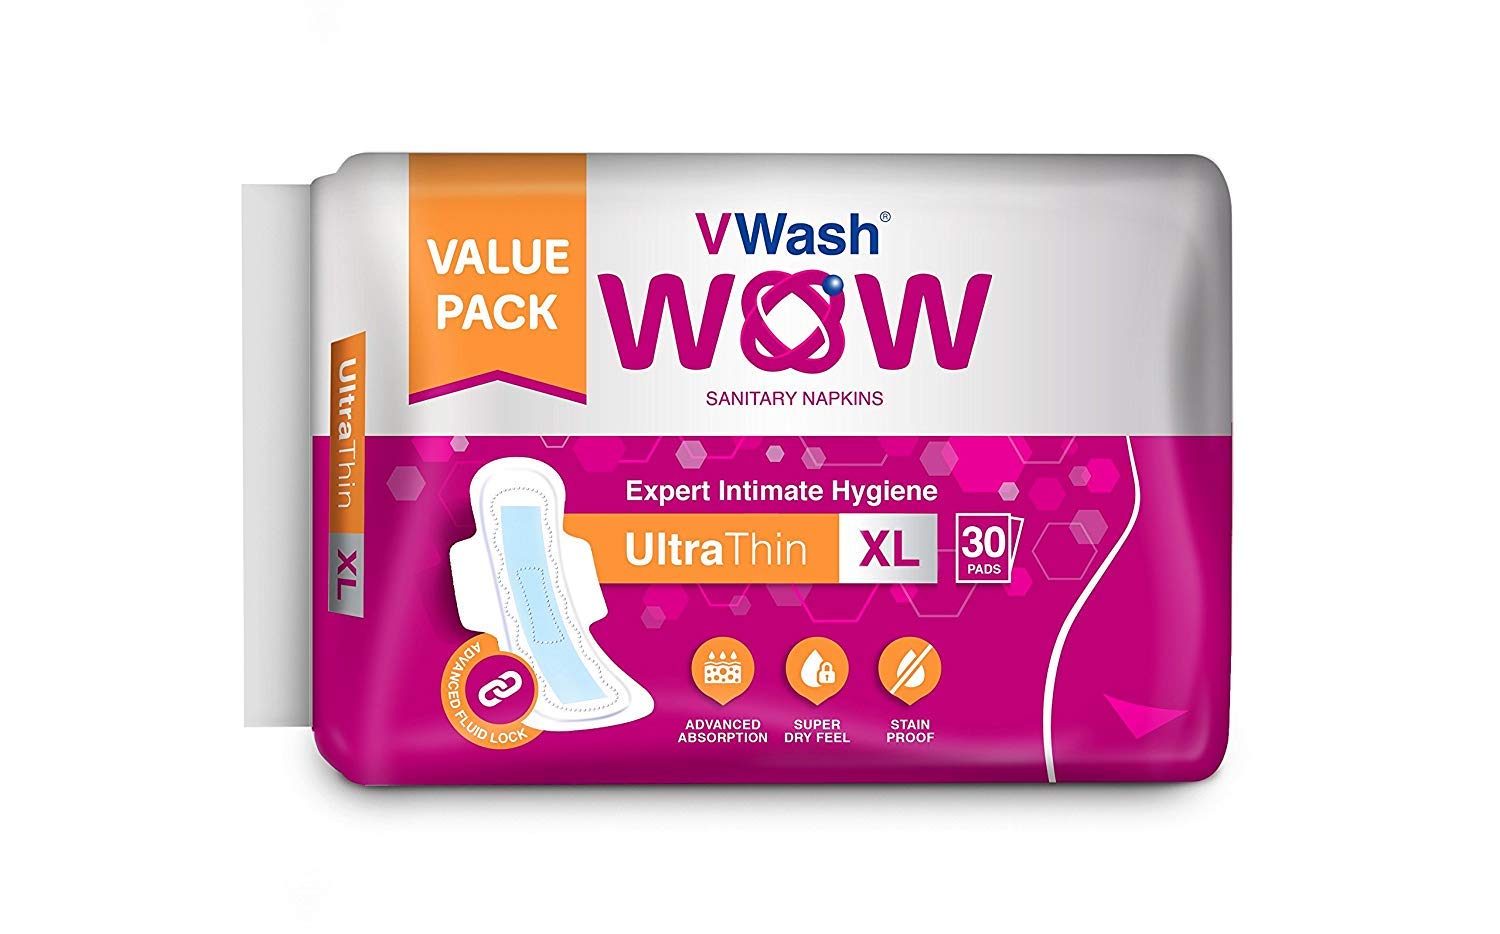 VALUE
PACK
VWash®
WOW
SANITARY NAPKINS
UltraThin
XL
Expert Intimate Hygiene
UltraThin XL 30
PADS
ADVANCED FLUID LOCK
ADVANCED
ABSORPTION
SUPER
DRY FEEL
STAIN
PROOF